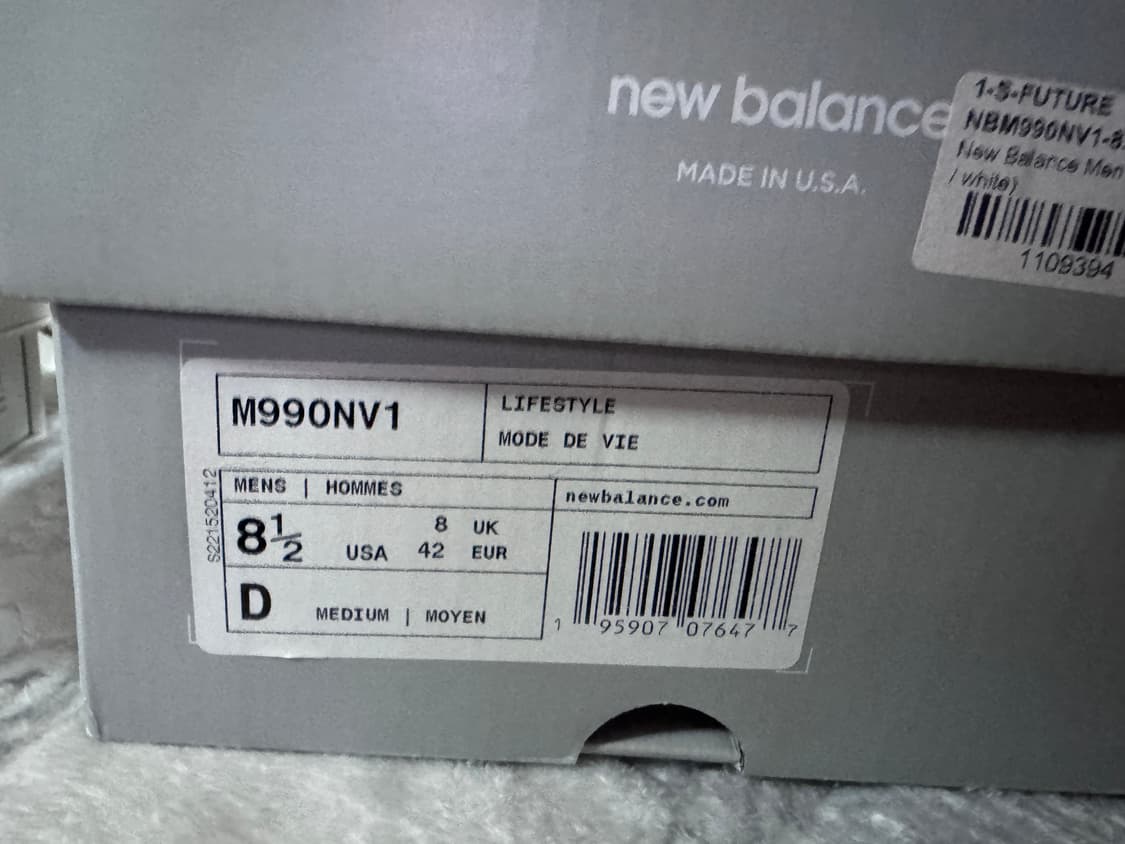 new balance
MADE IN U.S.A.
1-S-FUTURE
NBM990NV1-8
New Balance Men
/ white)
1109394
M990NV1
LIFESTYLE
MODE DE VIE
MENS | HOMMES
8½ USA
8 UK
42 EUR
D MEDIUM | MOYEN
newbalance.com
1 95907 07647 7
S221520412